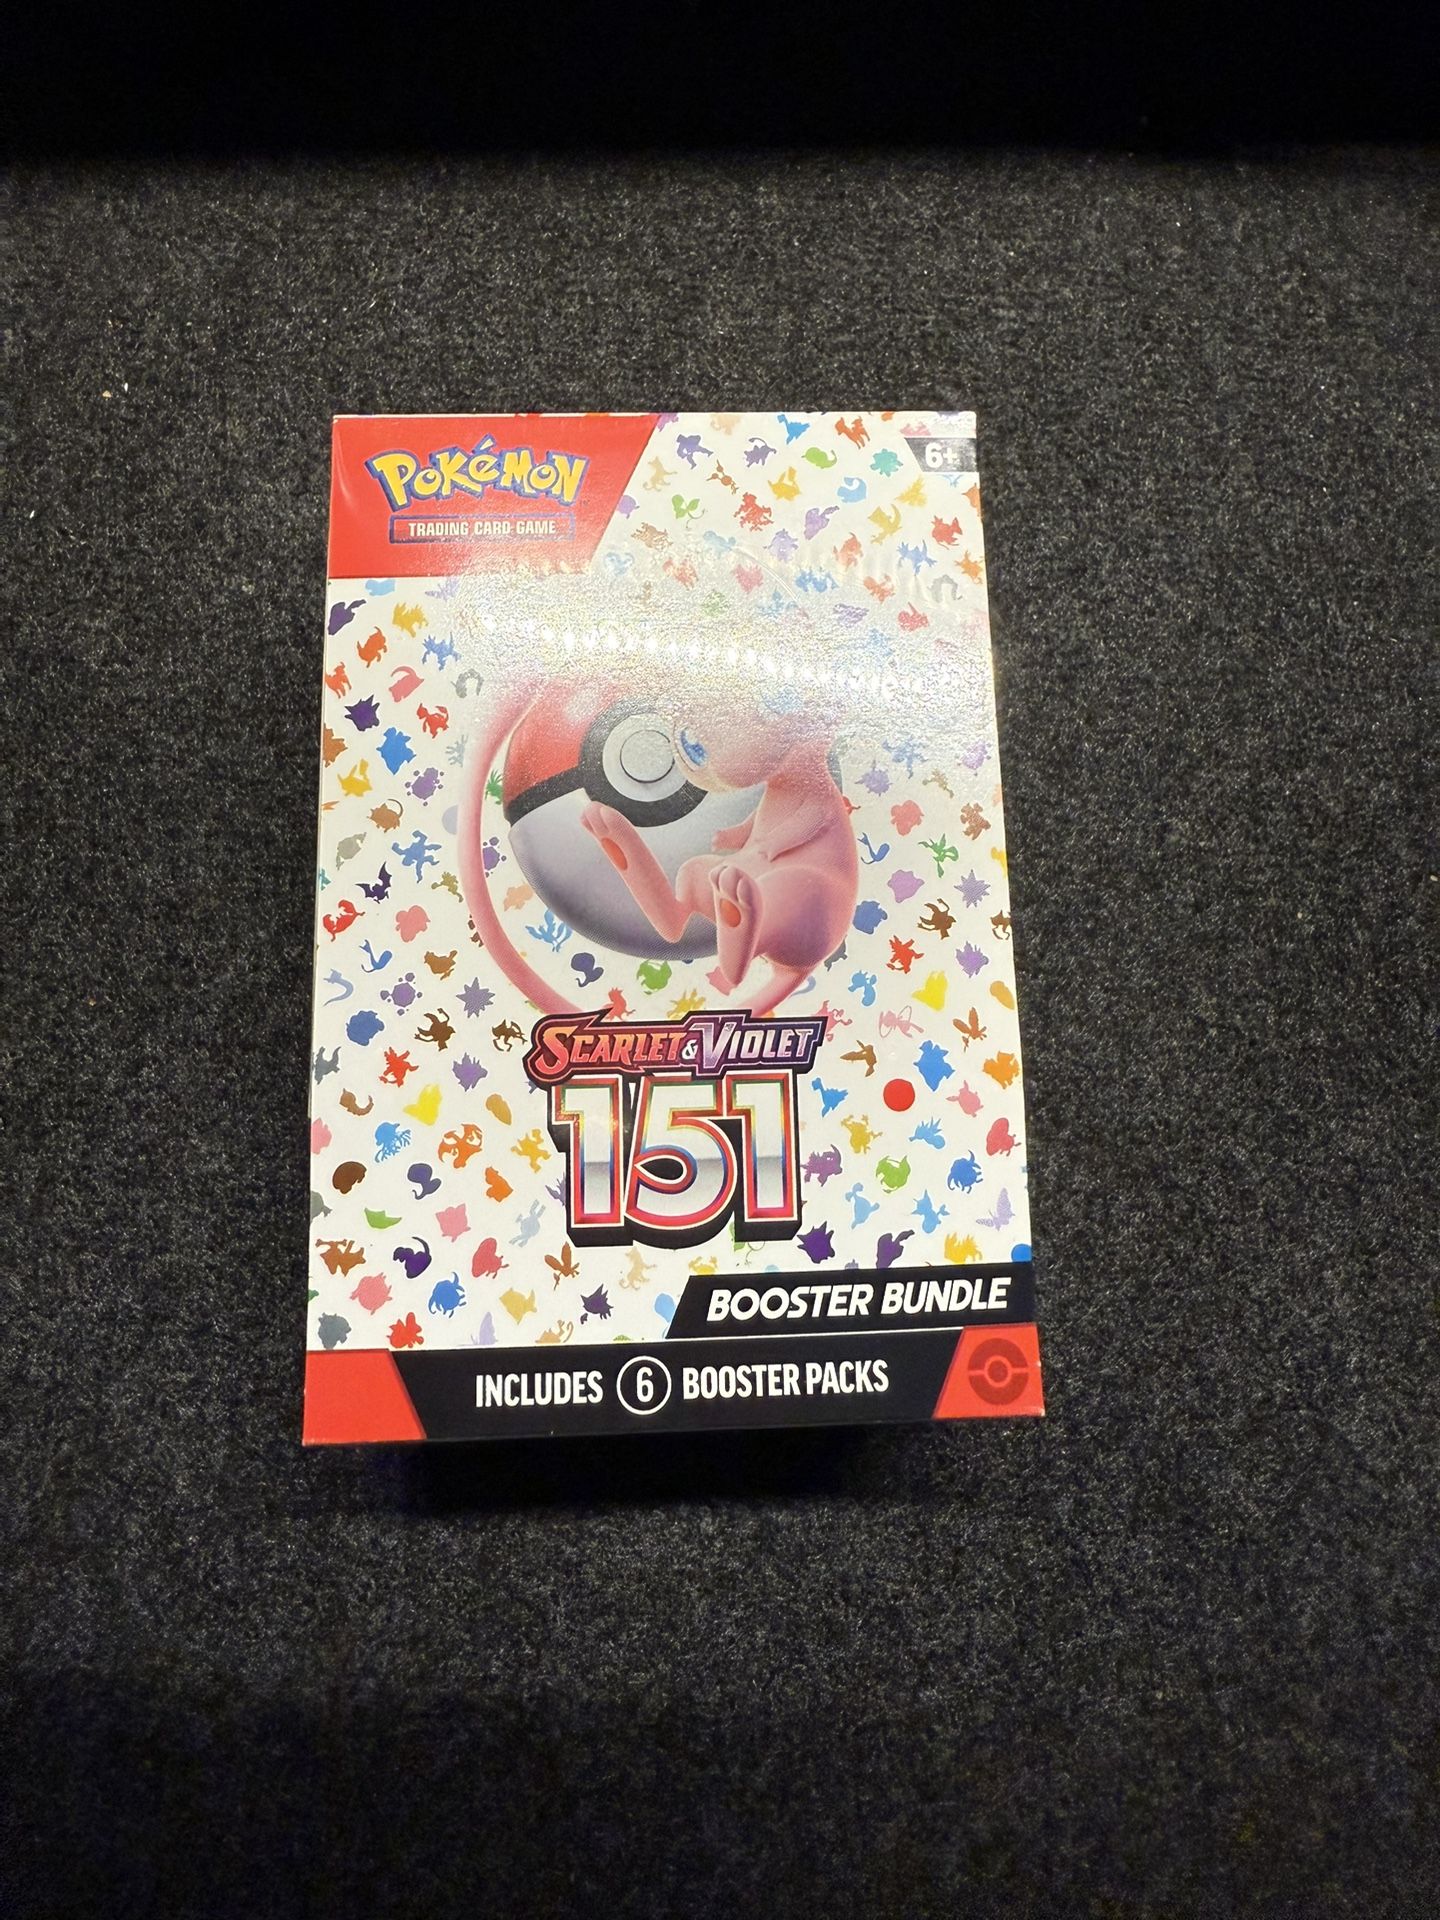 POKéMON
TRADING CARD GAME
6+
SCARLET & VIOLET
151
BOOSTER BUNDLE
INCLUDES 6 BOOSTER PACKS